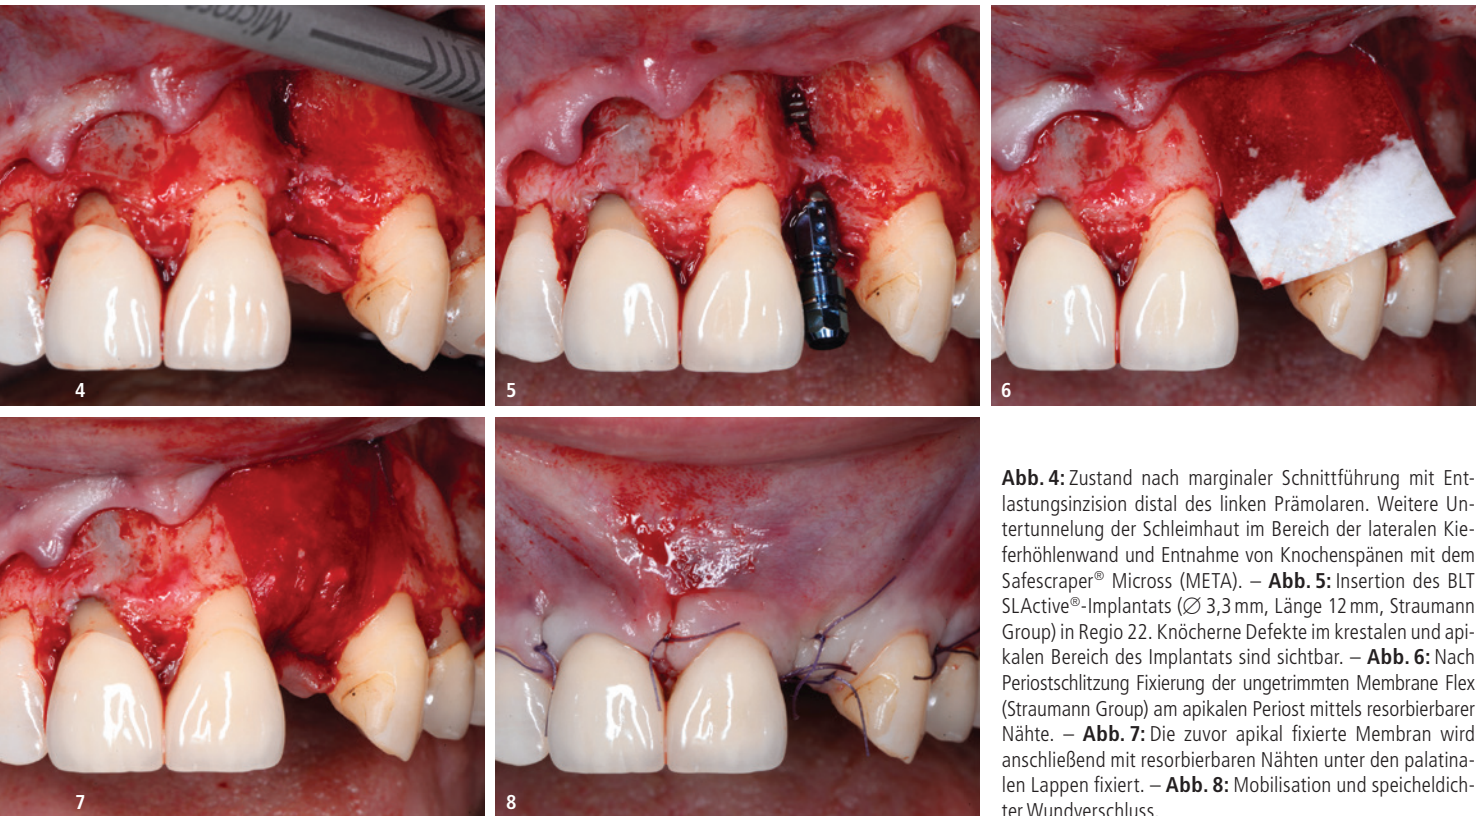 Micross
4
5
6
7
8
Abb. 4: Zustand nach marginaler Schnittführung mit Ent-
lastungsinzision distal des linken Prämolaren. Weitere Un-
tertunnelung der Schleimhaut im Bereich der lateralen Kie-
ferhöhlenwand und Entnahme von Knochenspänen mit dem
Safescraper® Micross (META). – Abb. 5: Insertion des BLT
SLActive®-Implantats (∅ 3,3 mm, Länge 12 mm, Straumann
Group) in Regio 22. Knöcherne Defekte im krestalen und api-
kalen Bereich des Implantats sind sichtbar. – Abb. 6: Nach
Periostschlitzung Fixierung der ungetrimmten Membrane Flex
(Straumann Group) am apikalen Periost mittels resorbierbarer
Nähte. – Abb. 7: Die zuvor apikal fixierte Membran wird
anschließend mit resorbierbaren Nähten unter den palatina-
len Lappen fixiert. – Abb. 8: Mobilisation und speicheldich-
ter Wundverschluss.